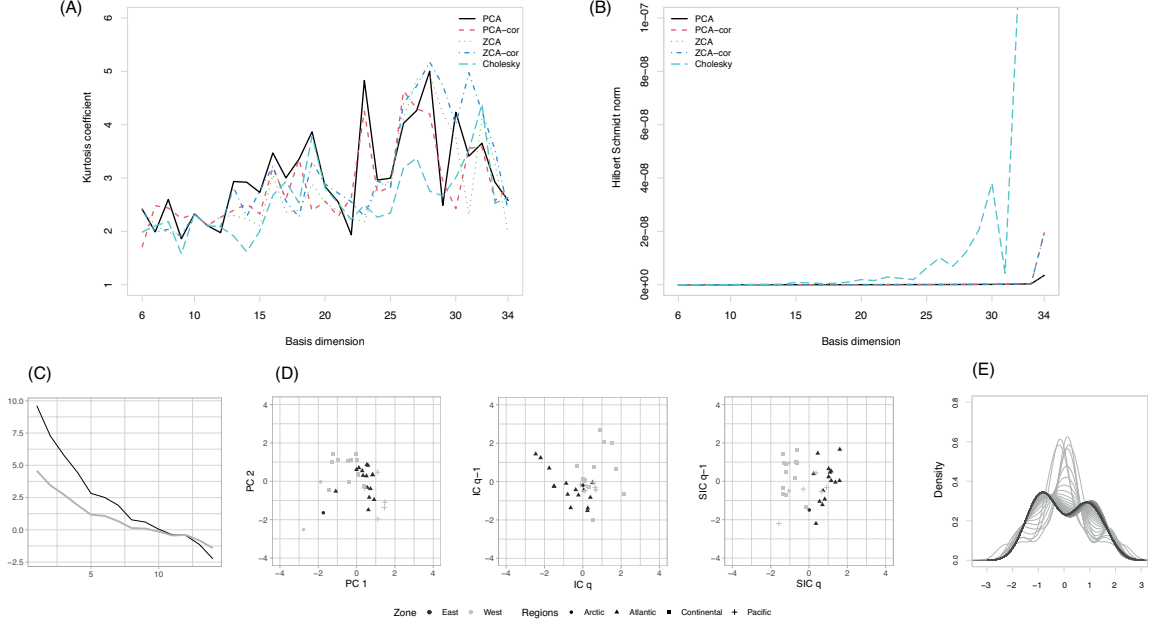 (A)
6
5
4
3
2
1
Kurtosis coefficient
PCA
PCA-cor
ZCA
ZCA-cor
Cholesky
6 10 15 20 25 30 34
Basis dimension
(B)
1e-07
8e-08
6e-08
4e-08
2e-08
0e+00
Hilbert Schmidt norm
PCA
PCA-cor
ZCA
ZCA-cor
Cholesky
6 10 15 20 25 30 34
Basis dimension
(C)
10.0
7.5
5.0
2.5
0.0
−2.5
5 10
(D)
4
2
0
−2
−4
PC 2
−4 −2 0 2 4
PC 1
4
2
0
−2
−4
IC q−1
−4 −2 0 2 4
IC q
4
2
0
−2
−4
SIC q−1
−4 −2 0 2 4
SIC q
Zone East West Regions Arctic Atlantic Continental Pacific
(E)
0.8
0.6
0.4
0.2
0.0
Density
−3 −2 −1 0 1 2 3